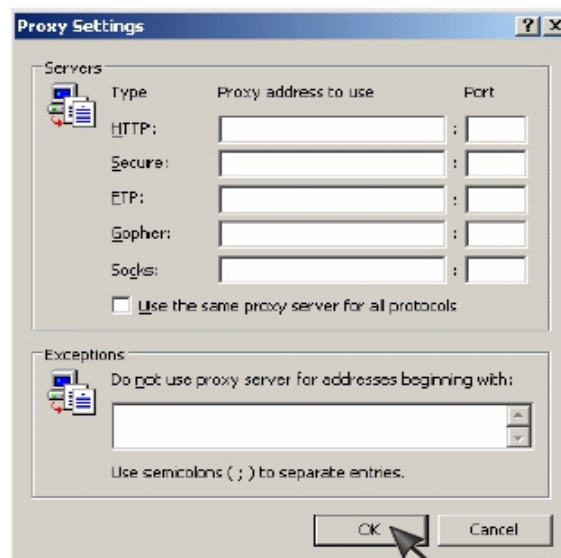 Proxy Settings
Servers
Type Proxy address to use Port
HTTP: :
Secure: :
FTP: :
Gopher: :
Socks: :
Use the same proxy server for all protocols
Exceptions
Do not use proxy server for addresses beginning with:
Use semicolons ( ; ) to separate entries.
OK Cancel